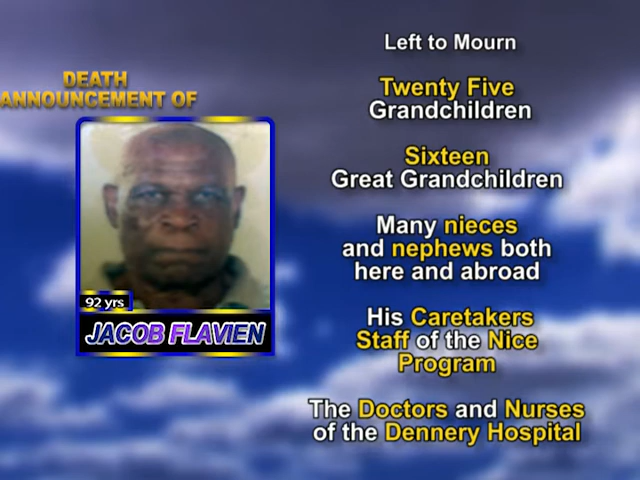 DEATH
ANNOUNCEMENT OF
92 yrs
JACOB FLAVIEN
Left to Mourn
Twenty Five
Grandchildren
Sixteen
Great Grandchildren
Many nieces
and nephews both
here and abroad
His Caretakers
Staff of the Nice
Program
The Doctors and Nurses
of the Dennery Hospital